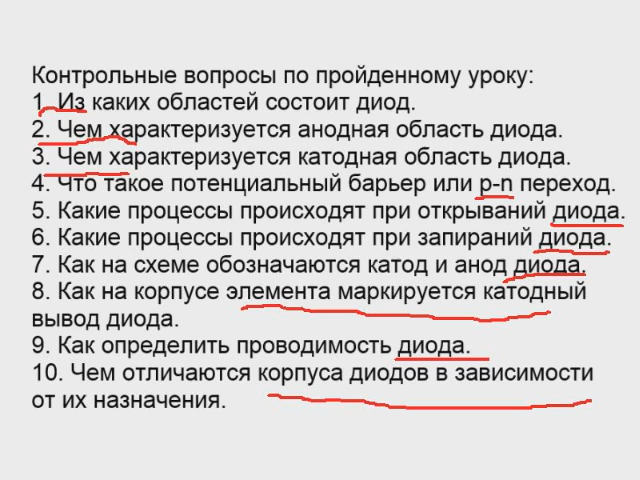 Контрольные вопросы по пройденному уроку:
1. Из каких областей состоит диод.
2. Чем характеризуется анодная область диода.
3. Чем характеризуется катодная область диода.
4. Что такое потенциальный барьер или p-n переход.
5. Какие процессы происходят при открываний диода.
6. Какие процессы происходят при запираний диода.
7. Как на схеме обозначаются катод и анод диода.
8. Как на корпусе элемента маркируется катодный
вывод диода.
9. Как определить проводимость диода.
10. Чем отличаются корпуса диодов в зависимости
от их назначения.